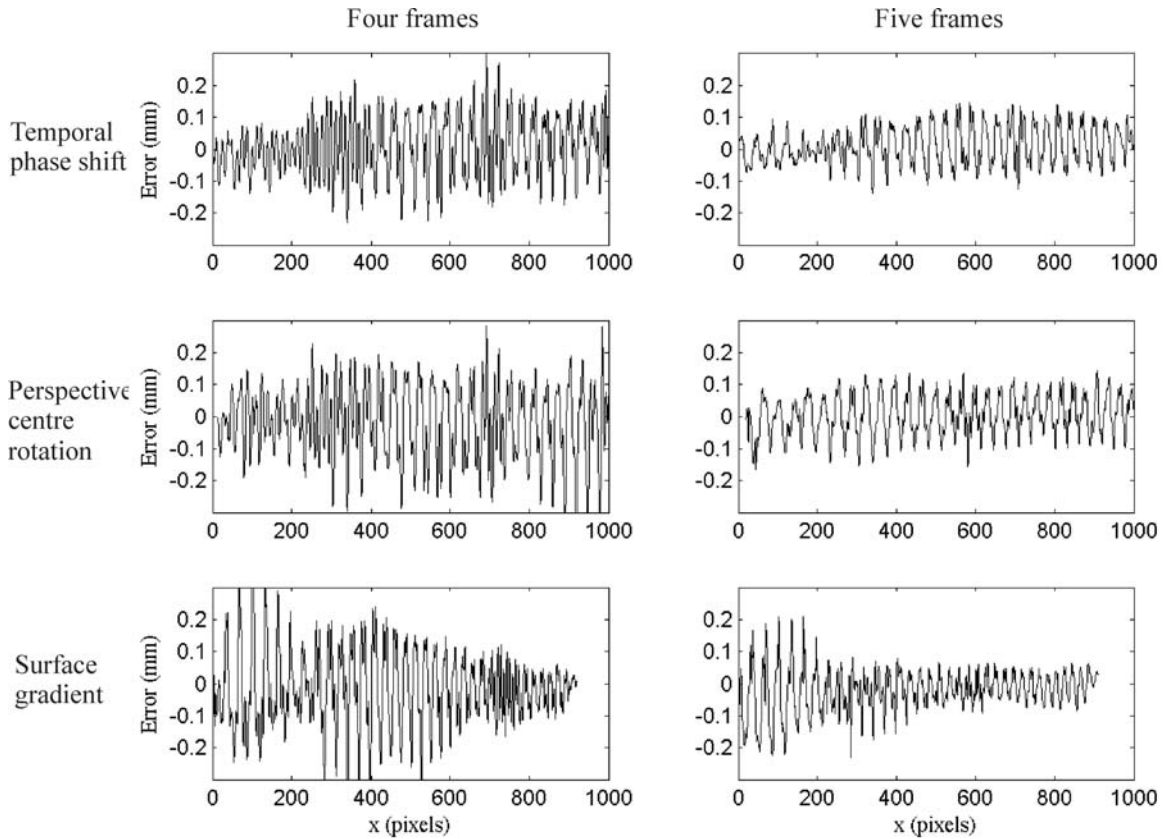 Four frames
Five frames
Temporal
phase shift
Error (mm)
0.2
0.1
0
-0.1
-0.2
0 200 400 600 800 1000
0.2
0.1
0
-0.1
-0.2
0 200 400 600 800 1000
Perspective
centre
rotation
Error (mm)
0.2
0.1
0
-0.1
-0.2
0 200 400 600 800 1000
0.2
0.1
0
-0.1
-0.2
0 200 400 600 800 1000
Surface
gradient
Error (mm)
0.2
0.1
0
-0.1
-0.2
0 200 400 600 800 1000
x (pixels)
0.2
0.1
0
-0.1
-0.2
0 200 400 600 800 1000
x (pixels)